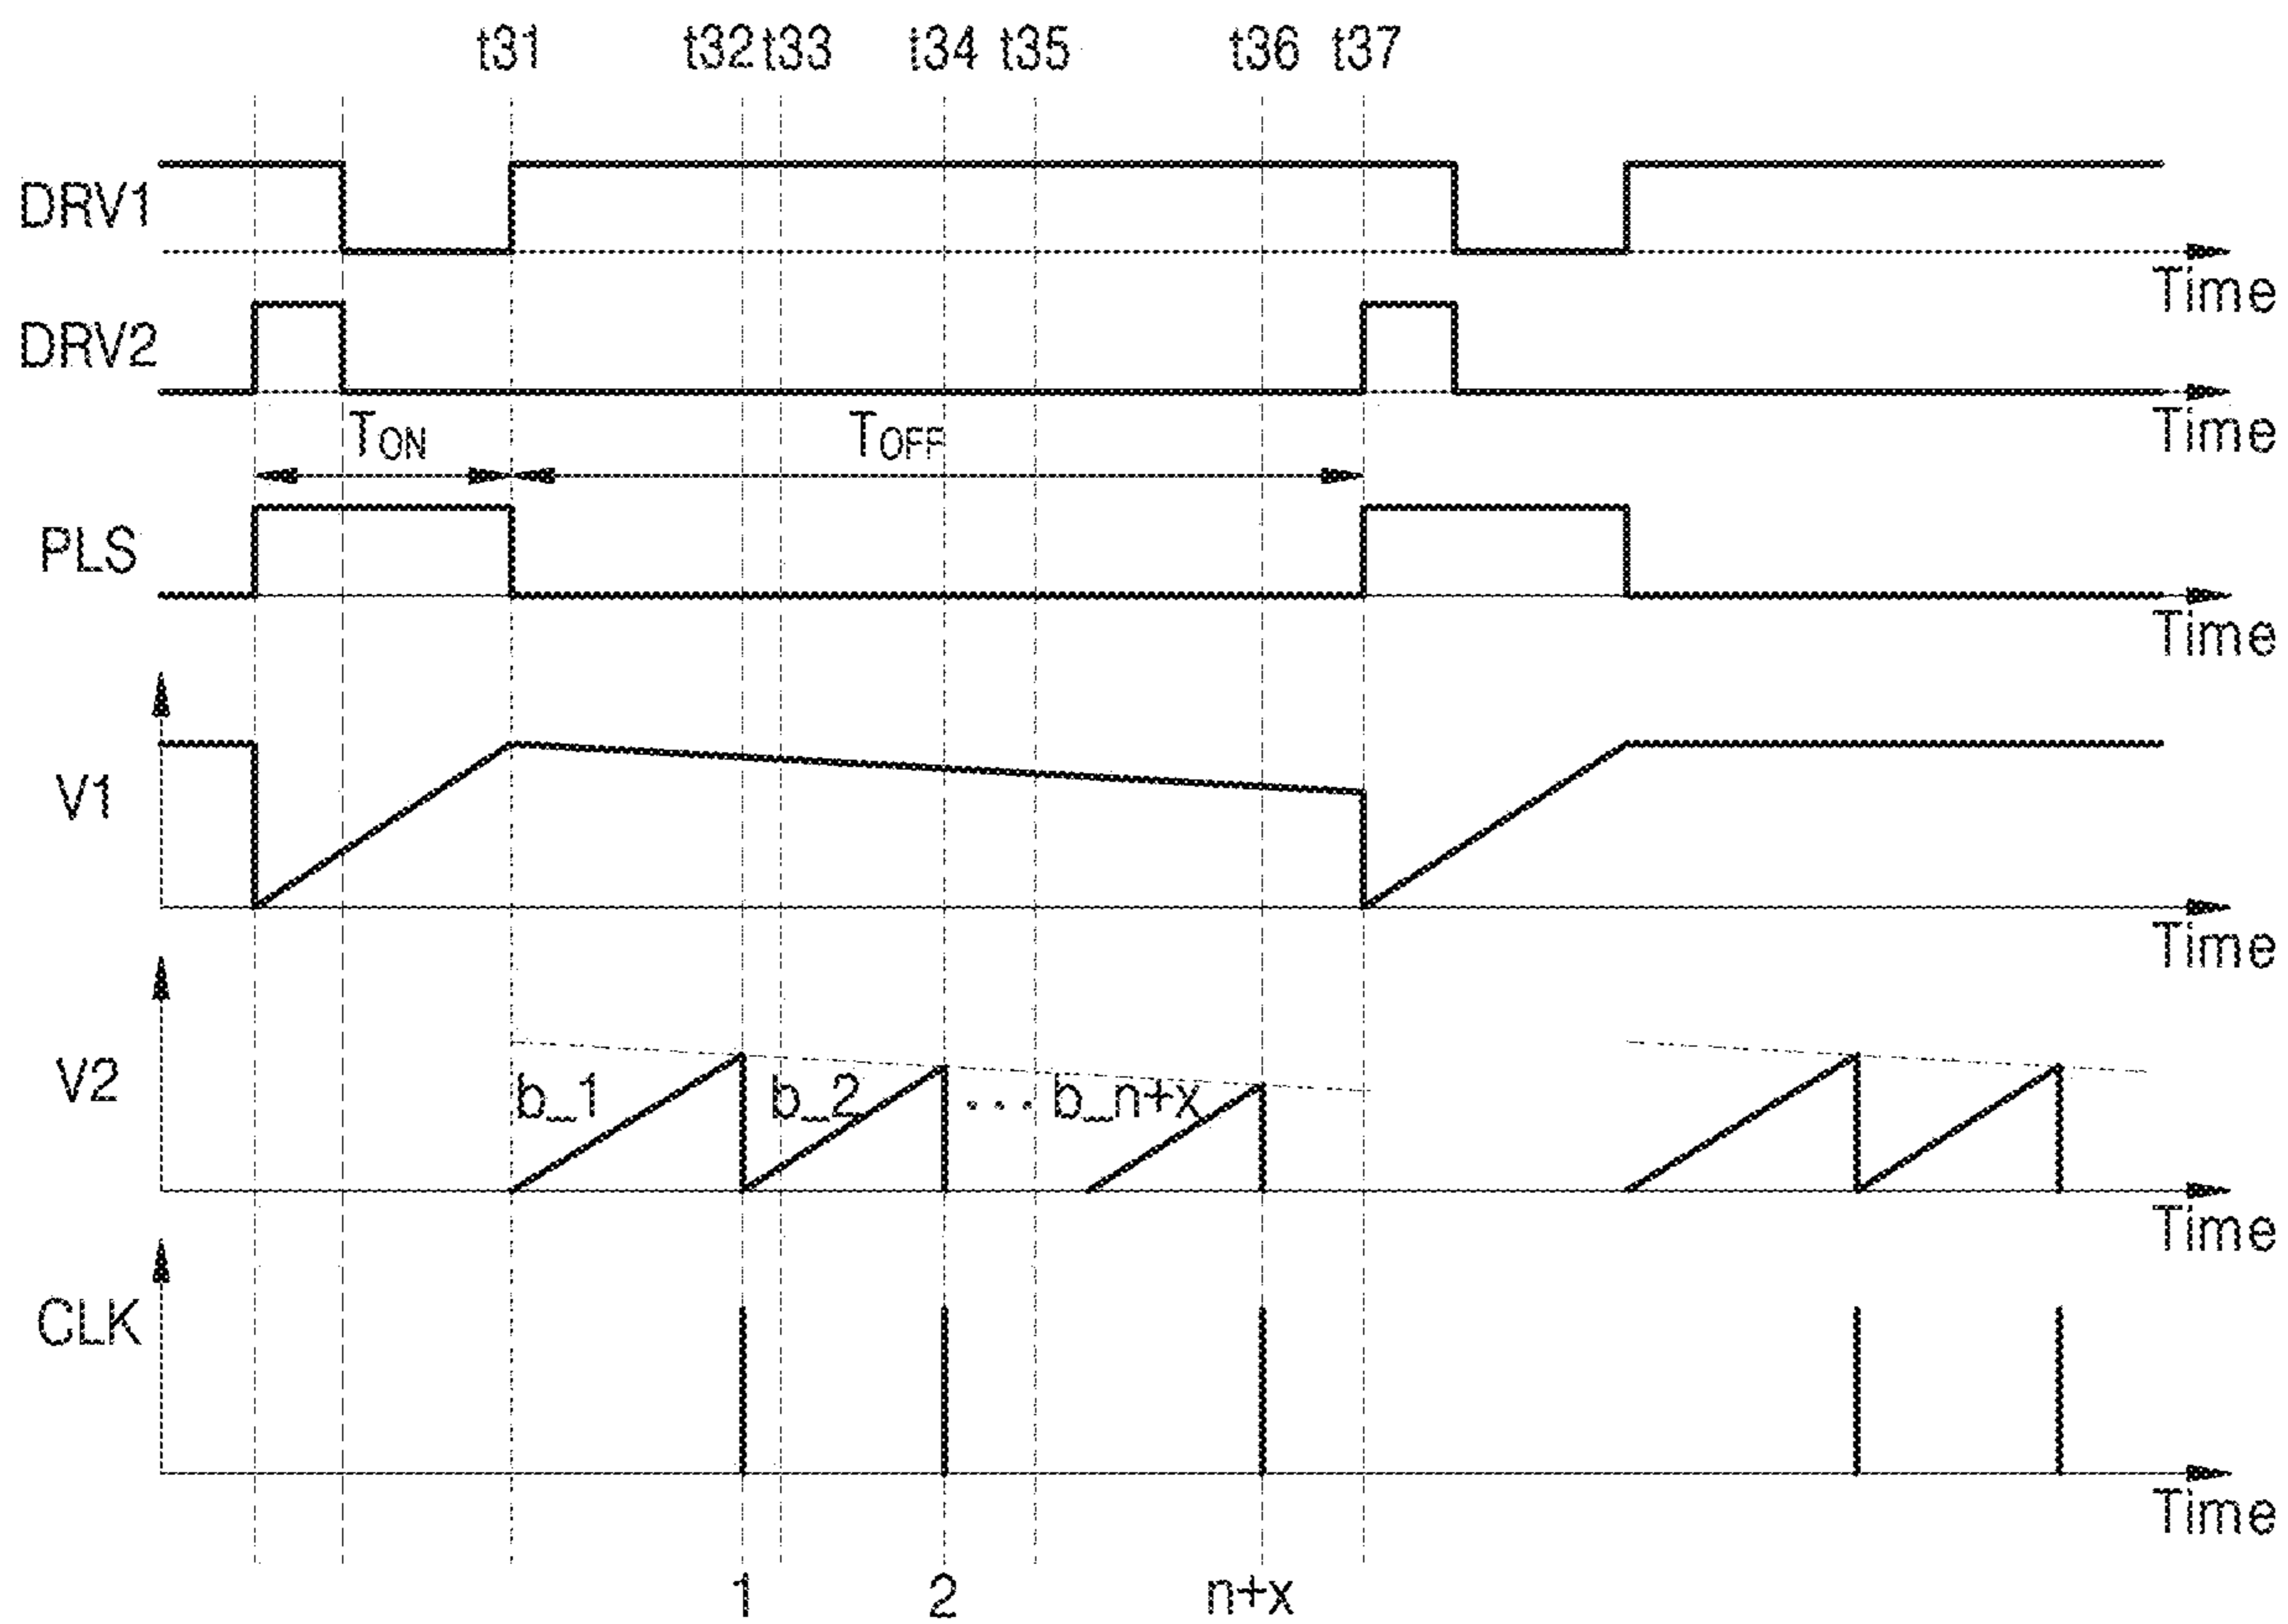 t31 t32 t33 t34 t35 t36 t37
DRV1
Time
DRV2
Time
TON TOFF
PLS
Time
V1
Time
V2
b_1 b_2 ... b_n+x
Time
CLK
Time
1 2 n+x